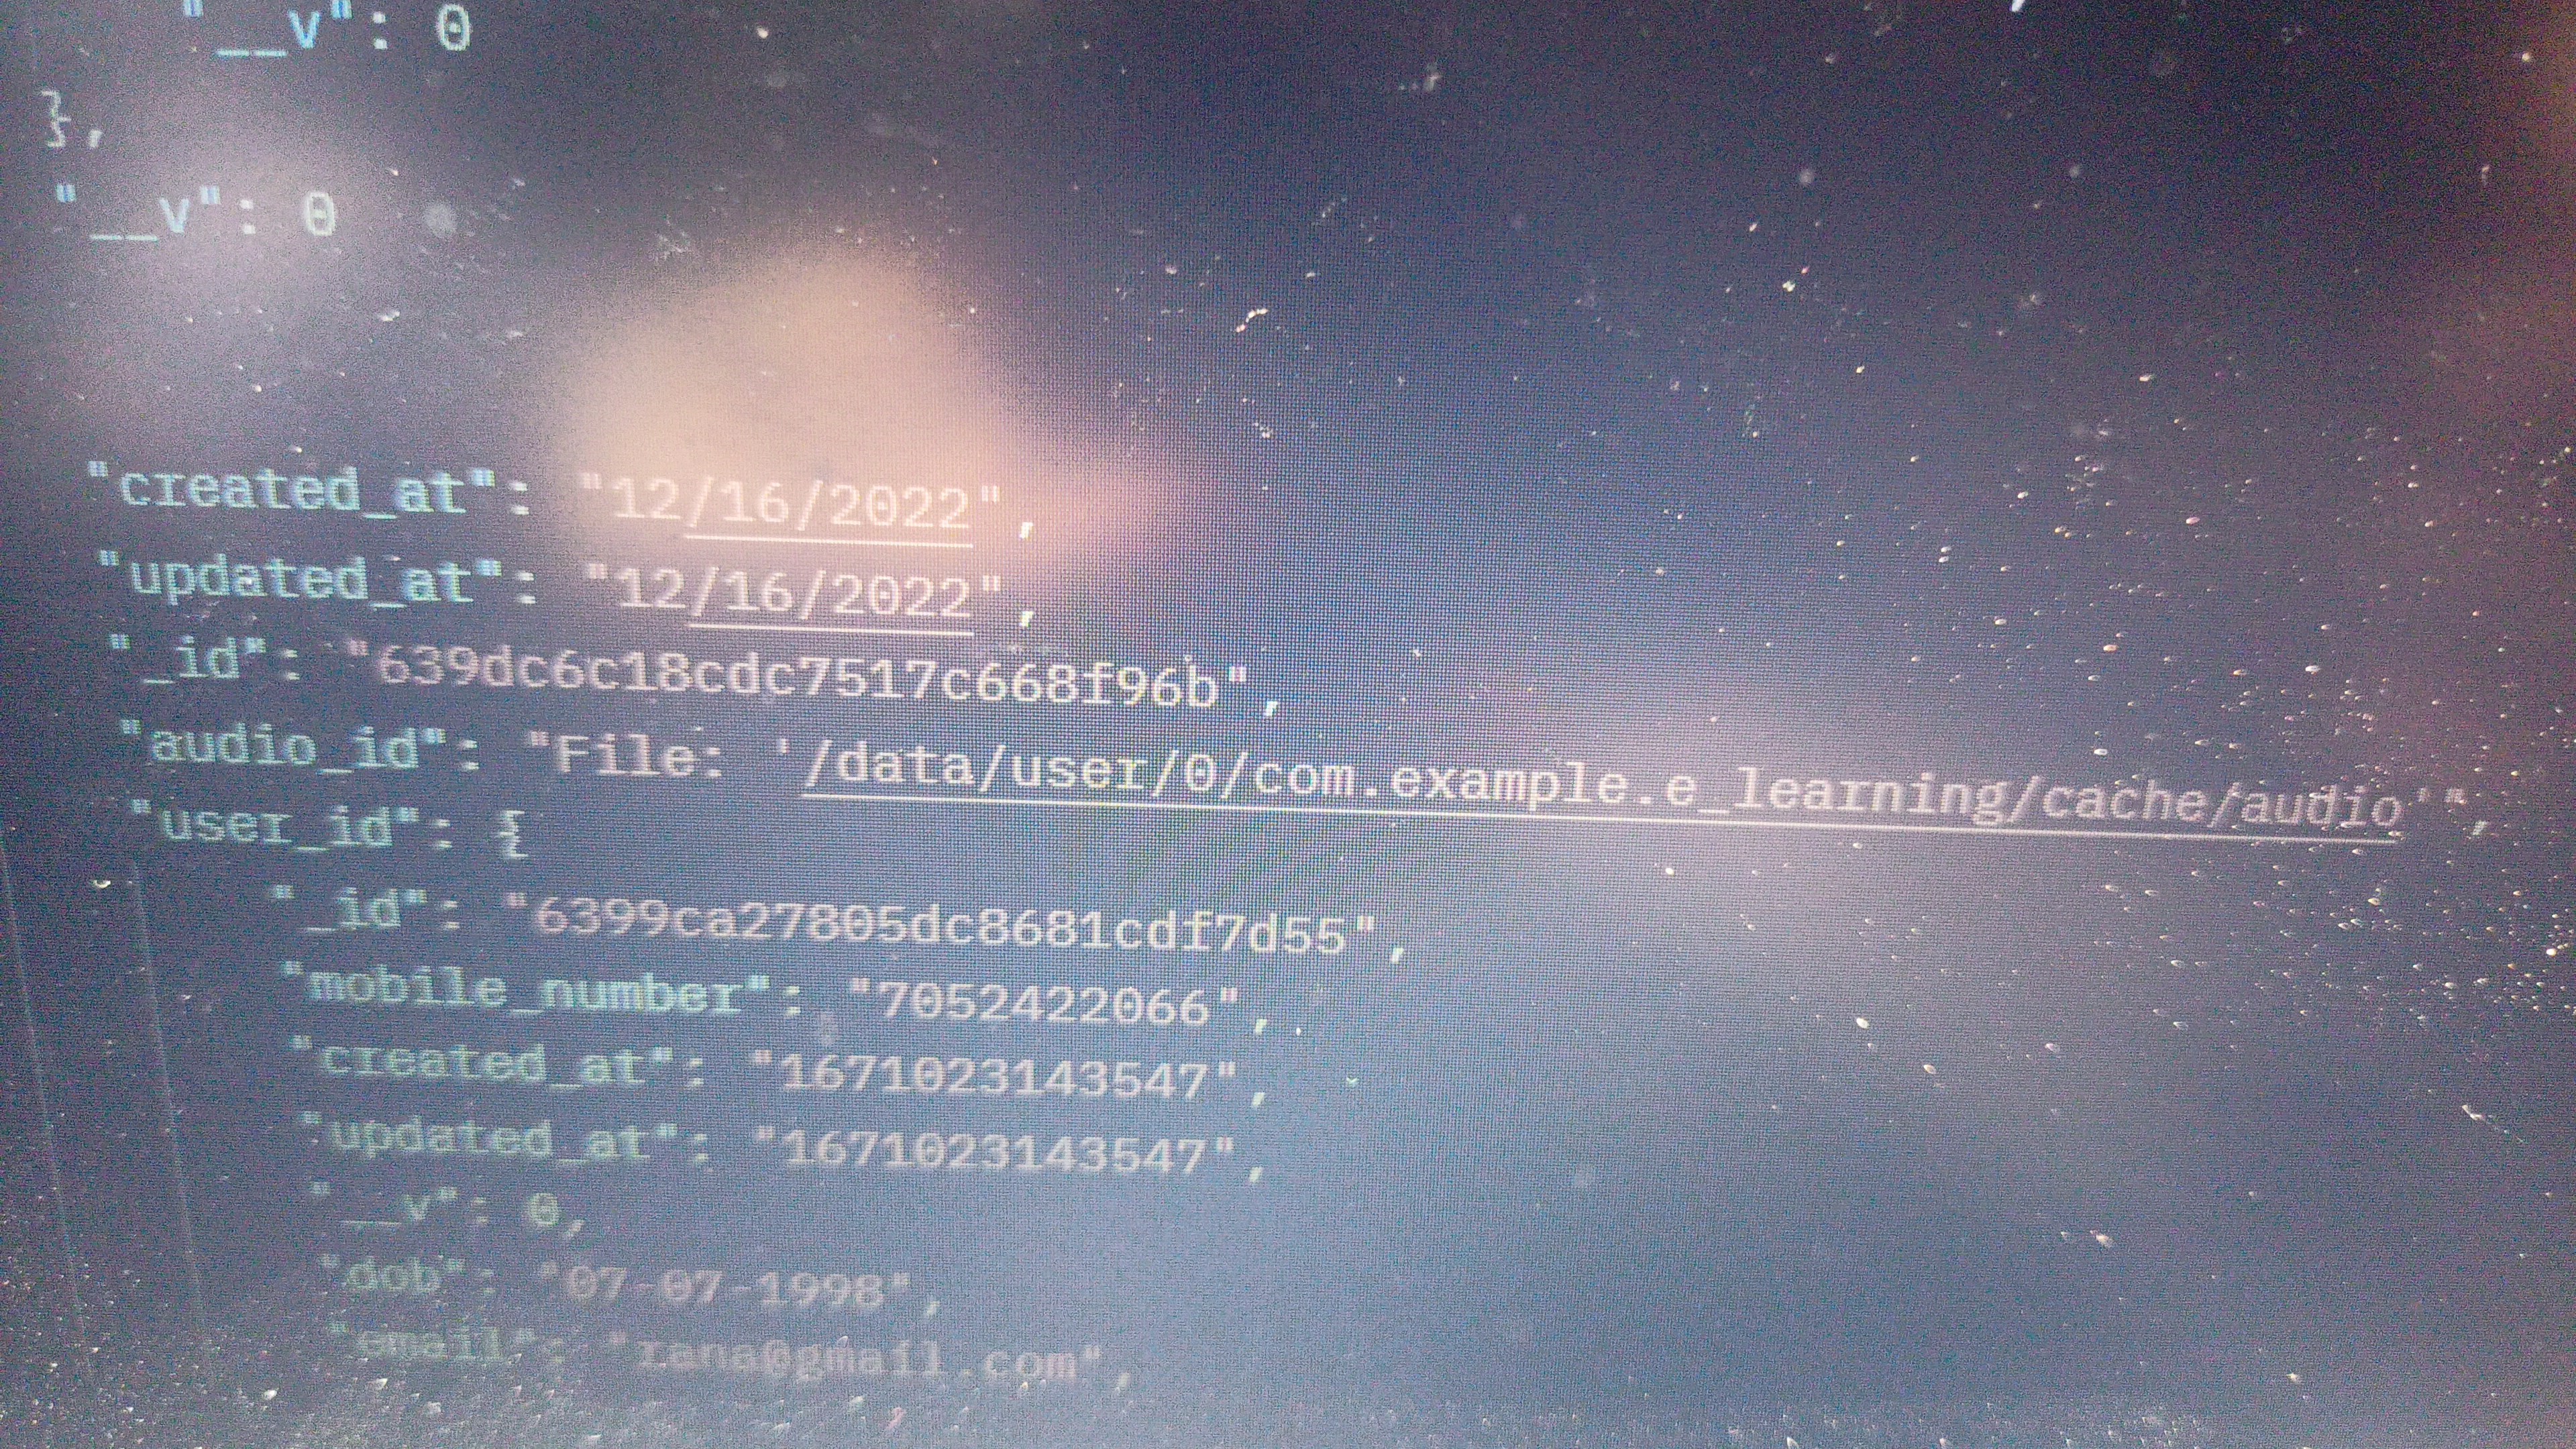 "__v": 0
},
"__v": 0
"created_at": "12/16/2022",
"updated_at": "12/16/2022",
"_id": "639dc6c18cdc7517c668f96b",
"audio_id": "File: '/data/user/0/com.example.e_learning/cache/audio'",
"user_id": {
"_id": "6399ca27805dc8681cdf7d55",
"mobile_number": "7052422066",
"created_at": "1671023143547",
"updated_at": "1671023143547",
"__v": 0,
"dob": "07-07-1998",
"email": "rana@gmail.com",